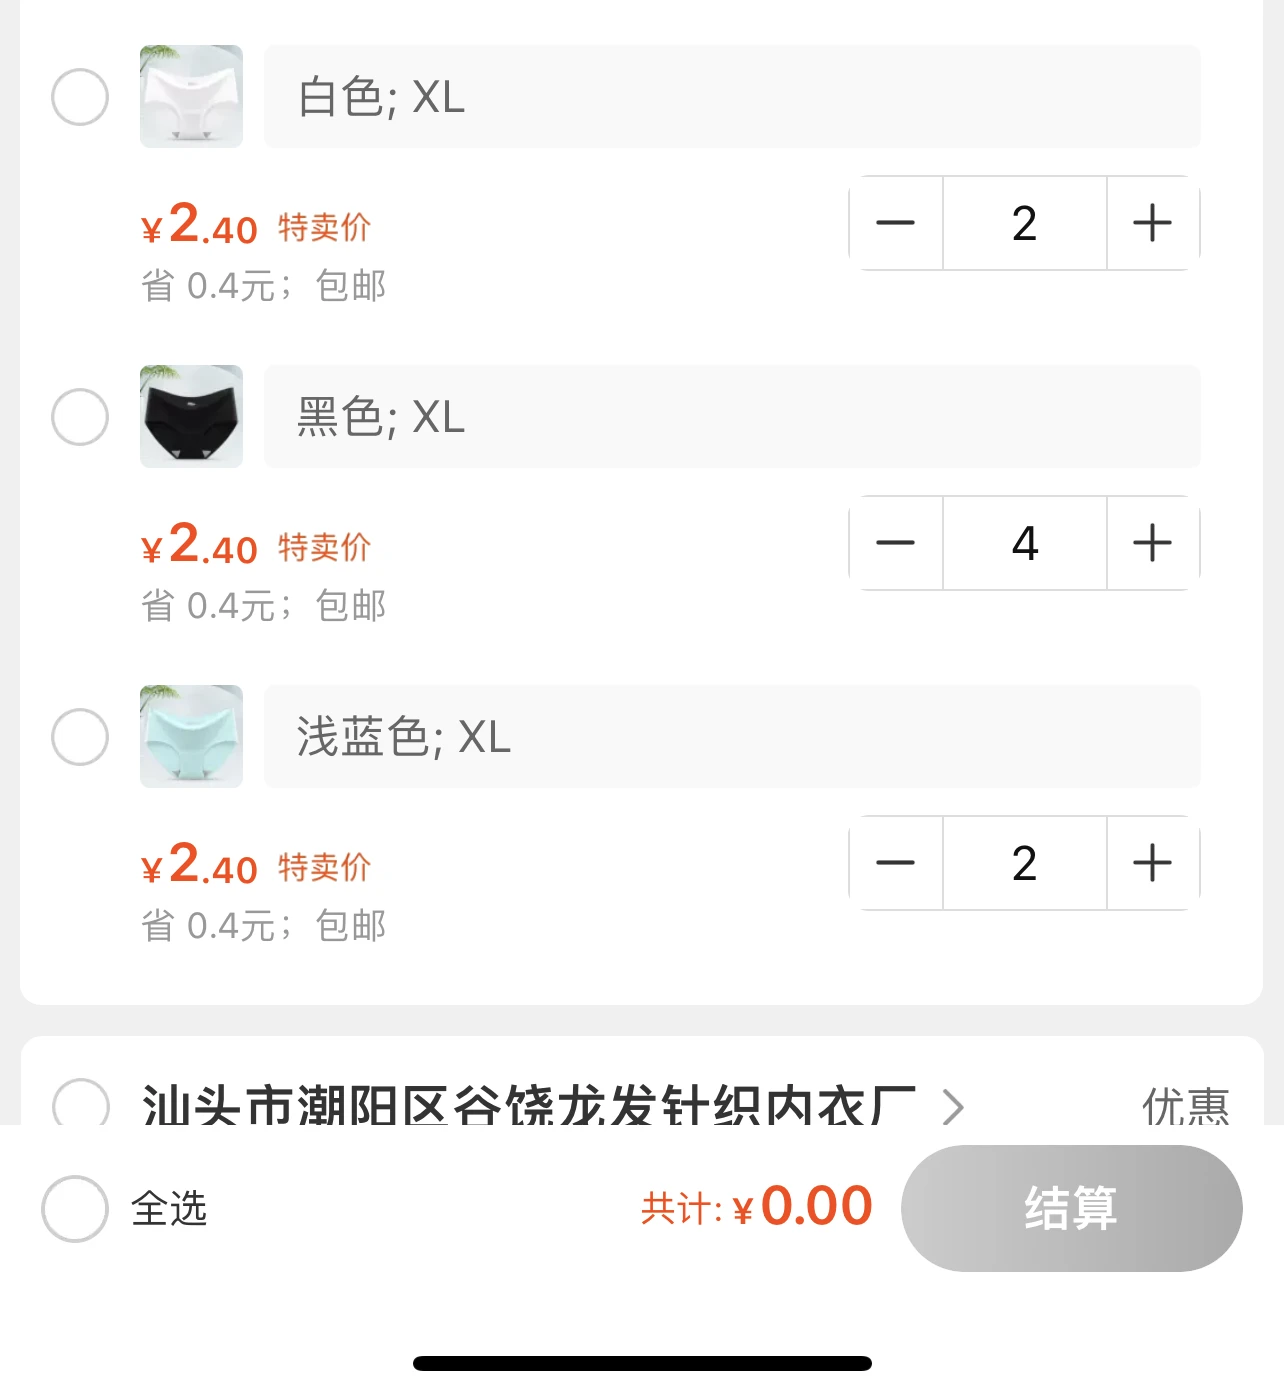 白色; XL
¥2.40 特卖价
省 0.4元；包邮
2
黑色; XL
¥2.40 特卖价
省 0.4元；包邮
4
浅蓝色; XL
¥2.40 特卖价
省 0.4元；包邮
2
汕头市潮阳区谷饶龙发针织内衣厂
优惠
全选
共计: ¥0.00
结算